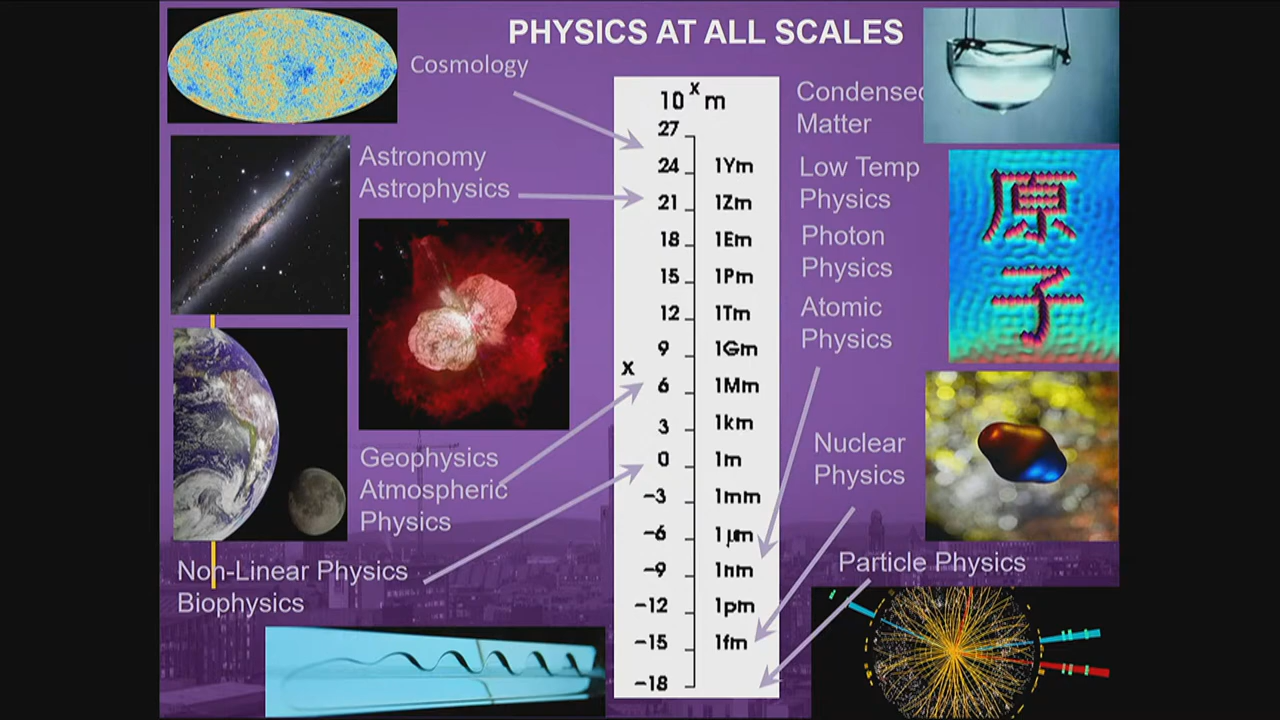 PHYSICS AT ALL SCALES
Cosmology
Astronomy
Astrophysics
Geophysics
Atmospheric
Physics
Non-Linear Physics
Biophysics
10 x m
27
24 1Ym
21 1Zm
18 1Em
15 1Pm
12 1Tm
9 1Gm
x
6 1Mm
3 1km
0 1m
-3 1mm
-6 1μm
-9 1nm
-12 1pm
-15 1fm
-18
Condensed
Matter
Low Temp
Physics
Photon
Physics
Atomic
Physics
Nuclear
Physics
Particle Physics
原
子